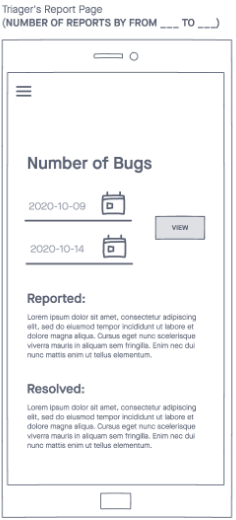 Triager's Report Page
(NUMBER OF REPORTS BY FROM ___ TO ___)
Number of Bugs
2020-10-09
VIEW
2020-10-14
Reported:
Lorem ipsum dolor sit amet, consectetur adipiscing
elit, sed do eiusmod tempor incididunt ut labore et
dolore magna aliqua. Cursus eget nunc scelerisque
viverra mauris in aliquam sem fringilla. Enim nec dui
nunc mattis enim ut tellus elementum.
Resolved:
Lorem ipsum dolor sit amet, consectetur adipiscing
elit, sed do eiusmod tempor incididunt ut labore et
dolore magna aliqua. Cursus eget nunc scelerisque
viverra mauris in aliquam sem fringilla. Enim nec dui
nunc mattis enim ut tellus elementum.